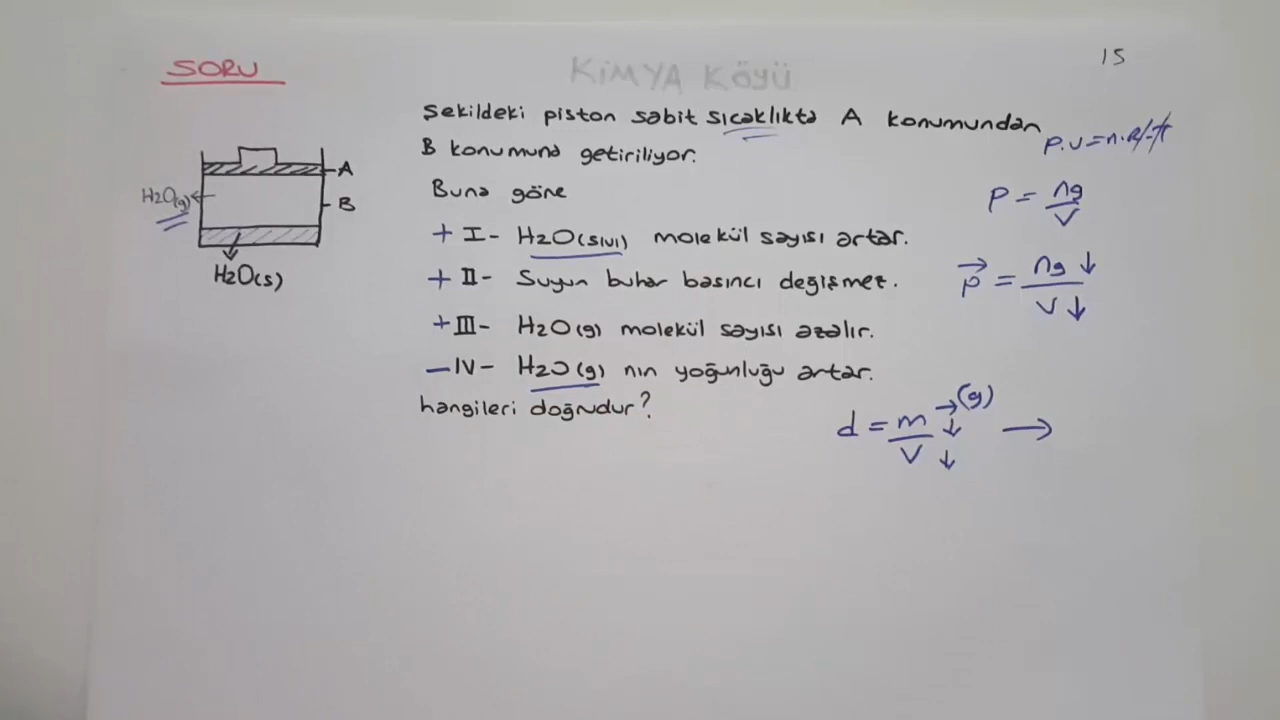 SORU
KİMYA KÖYÜ
15
Şekildeki piston sabit sıcaklıkta A konumundan
B konumuna getiriliyor.
Buna göre
+ I- H2O(sıvı) molekül sayısı artar.
+ II- Suyun buhar basıncı değişmez.
+ III- H2O(g) molekül sayısı azalır.
- IV- H2O(g) nın yoğunluğu artar.
hangileri doğrudur?
A
B
H2O(g) ←
H2O(s)
P.V=n.R.T
P = ng / V
→P = ng ↓ / V ↓
d = m ↓ → (g) / V ↓ →